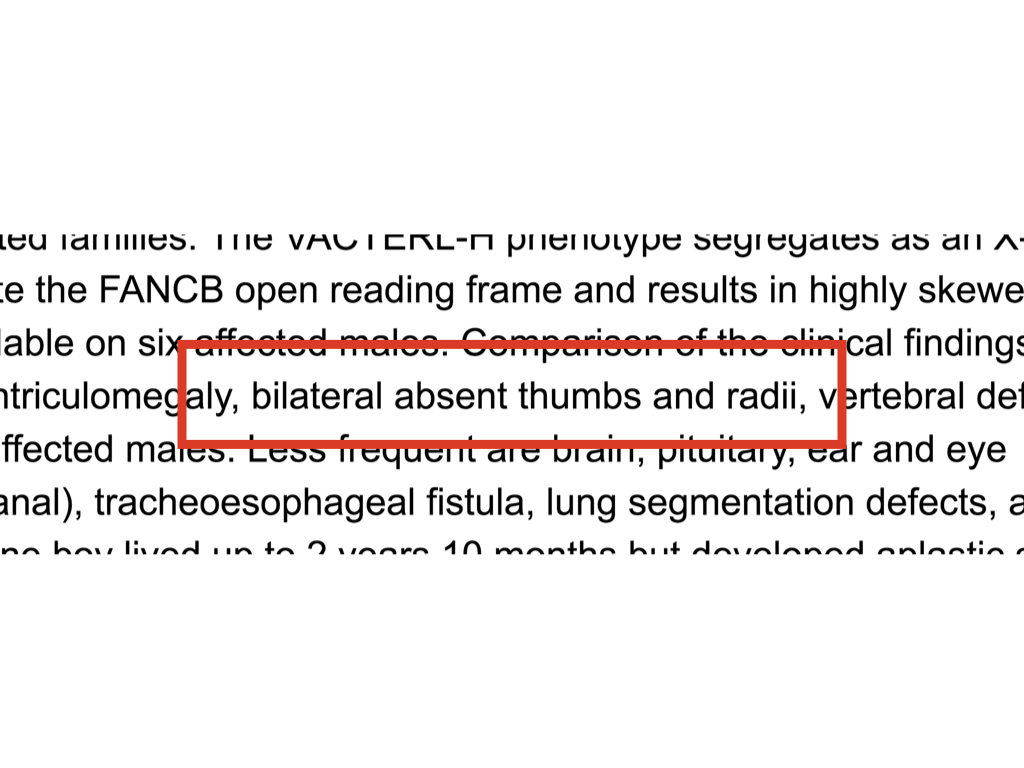 ted families. The VACTERL-H phenotype segregates as an X-
te the FANCB open reading frame and results in highly skewe
lable on six affected males. Comparison of the clinical findings
ntriculomegaly, bilateral absent thumbs and radii, vertebral def
ffected males. Less frequent are brain, pituitary, ear and eye
anal), tracheoesophageal fistula, lung segmentation defects, a
ne boy lived up to 2 years 10 months but developed aplastic